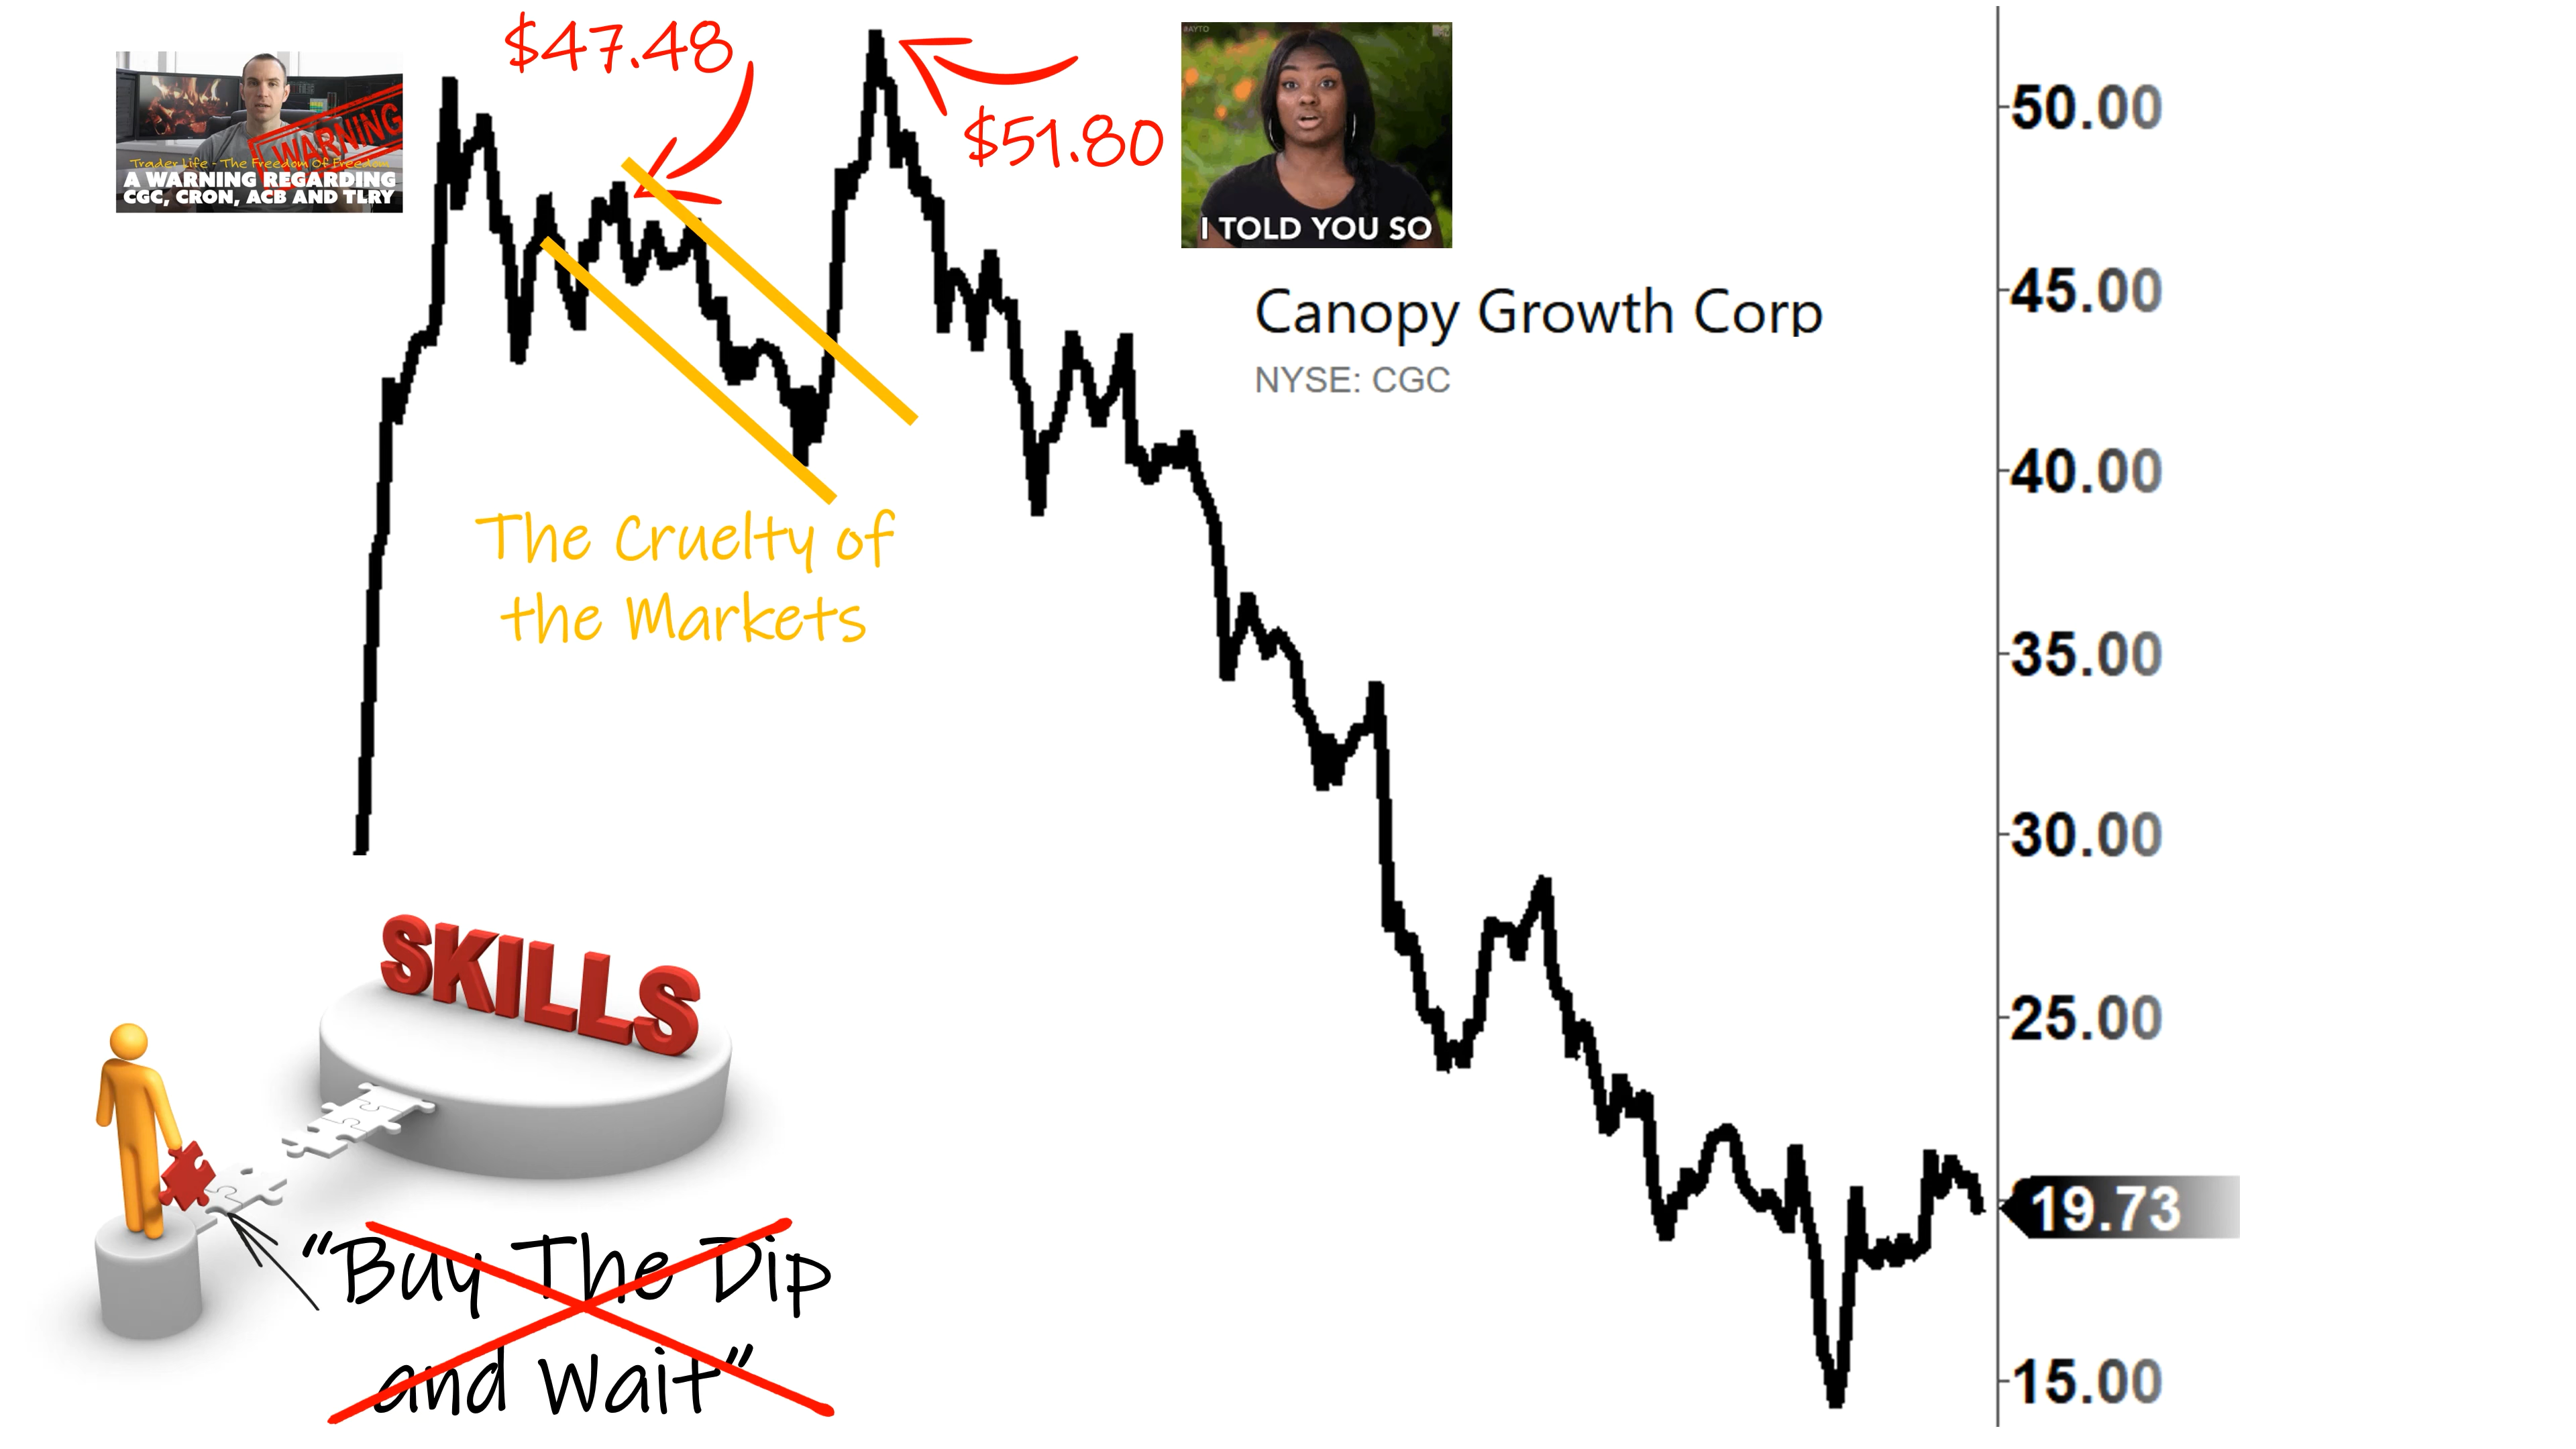 $47.48
$51.80
WARNING
Trader Life - The Freedom Of Freedom
A WARNING REGARDING
CGC, CRON, ACB AND TLRY
#AYTO
I TOLD YOU SO
Canopy Growth Corp
NYSE: CGC
The Cruelty of
the Markets
50.00
45.00
40.00
35.00
30.00
25.00
19.73
15.00
SKILLS
"Buy The Dip
and Wait"